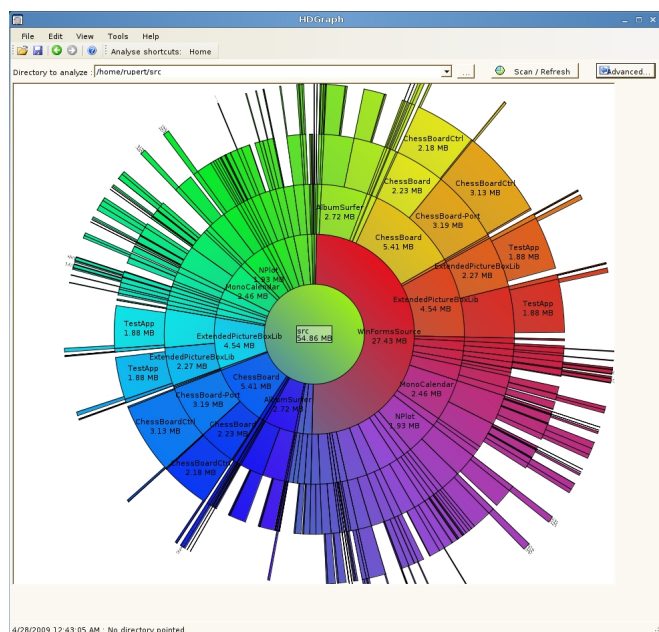 HDGraph
File Edit View Tools Help
Analyse shortcuts: Home
Directory to analyze : /home/rupert/src ... Scan / Refresh Advanced...
ChessBoardCtrl
2.18 MB
ChessBoard
2.23 MB
ChessBoardCtrl
3.13 MB
AlbumSurfer
2.72 MB
ChessBoard-Port
3.19 MB
ChessBoard
5.41 MB
TestApp
1.88 MB
ExtendedPictureBoxLib
2.27 MB
NPlot
1.93 MB
MonoCalendar
2.46 MB
ExtendedPictureBoxLib
4.54 MB
TestApp
1.88 MB
TestApp
1.88 MB
ExtendedPictureBoxLib
4.54 MB
src
54.86 MB
WinFormsSource
27.43 MB
ExtendedPictureBoxLib
2.27 MB
TestApp
1.88 MB
ChessBoard
5.41 MB
MonoCalendar
2.46 MB
ChessBoard-Port
3.19 MB
AlbumSurfer
2.72 MB
NPlot
1.93 MB
ChessBoardCtrl
3.13 MB
ChessBoard
2.23 MB
ChessBoardCtrl
2.18 MB
4/28/2009 12:43:05 AM : No directory pointed